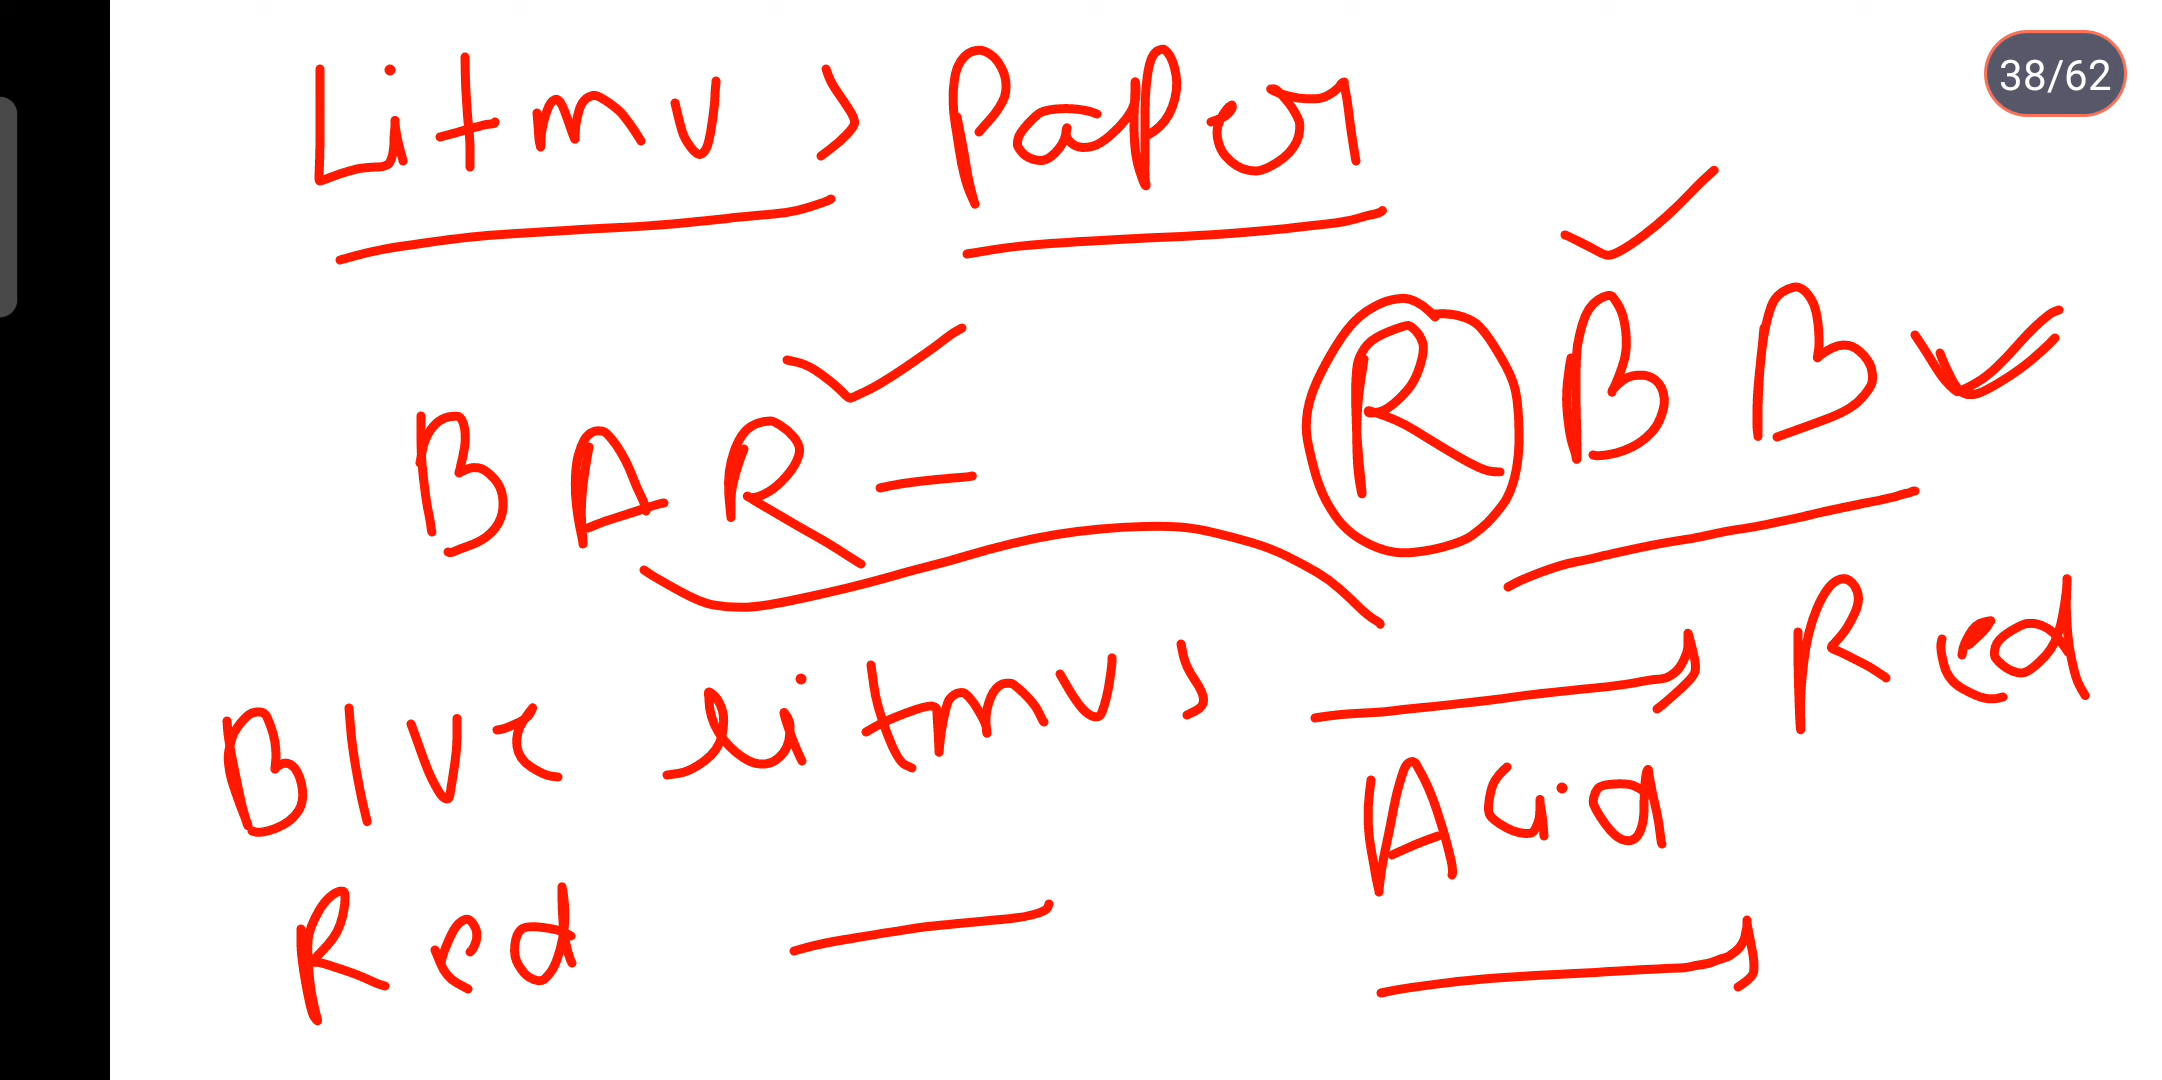 Litmus Paper
38/62
BAR - RBB
Blue litmus → Red
Acid
Red — →